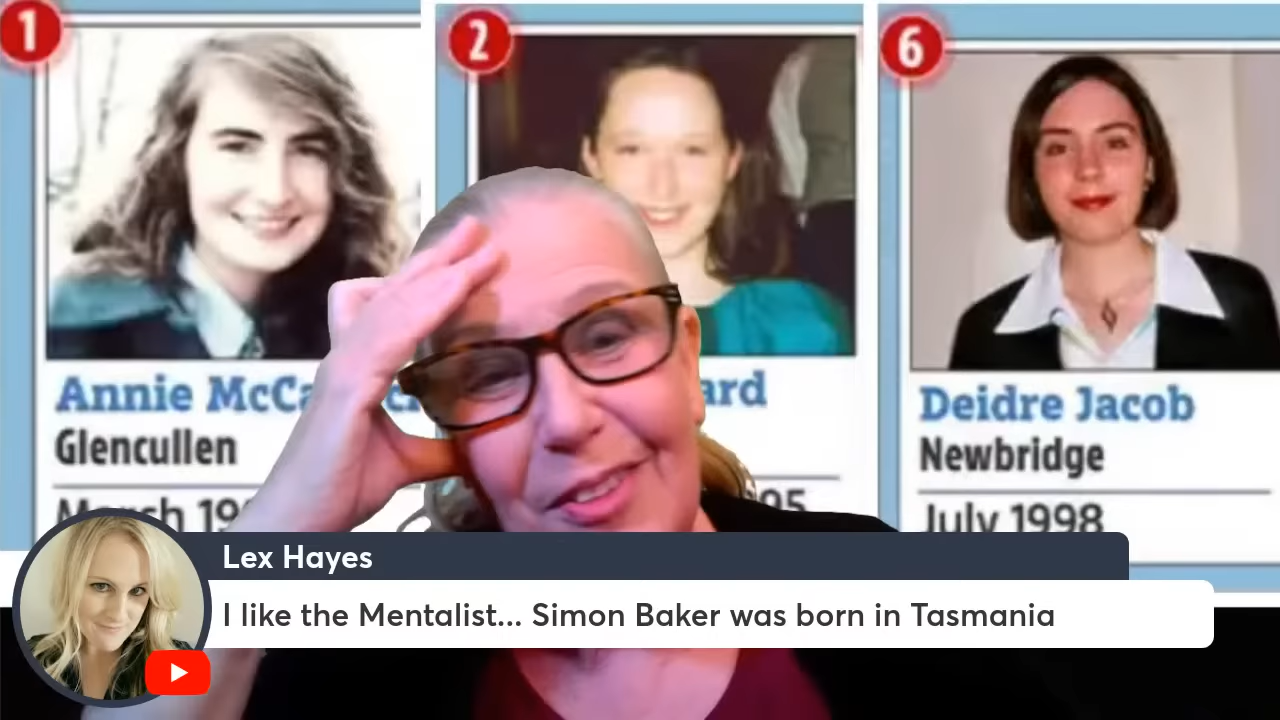 1
2
6
Annie McCa
ard
Deidre Jacob
Glencullen
Newbridge
March 19
95
July 1998
Lex Hayes
I like the Mentalist... Simon Baker was born in Tasmania